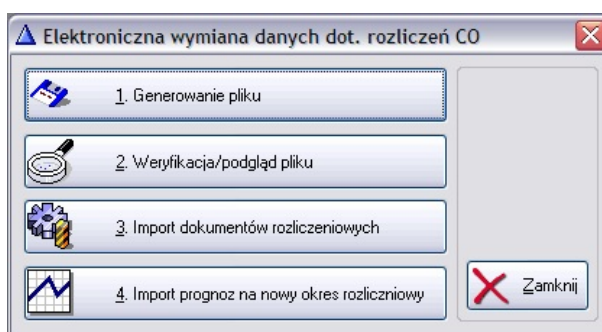 Elektroniczna wymiana danych dot. rozliczeń CO
1. Generowanie pliku
2. Weryfikacja/podgląd pliku
3. Import dokumentów rozliczeniowych
4. Import prognoz na nowy okres rozliczniowy
Zamknij